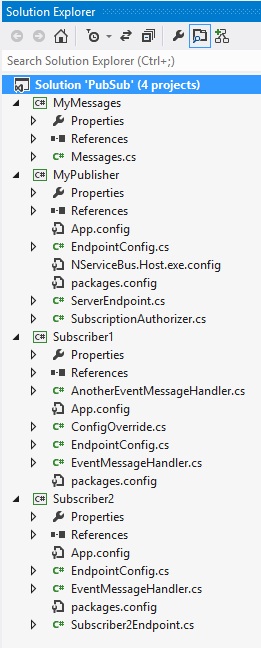 Solution Explorer
Search Solution Explorer (Ctrl+;)
Solution 'PubSub' (4 projects)
C# MyMessages
Properties
References
C# Messages.cs
C# MyPublisher
Properties
References
App.config
C# EndpointConfig.cs
NServiceBus.Host.exe.config
packages.config
C# ServerEndpoint.cs
C# SubscriptionAuthorizer.cs
C# Subscriber1
Properties
References
C# AnotherEventMessageHandler.cs
App.config
C# ConfigOverride.cs
C# EndpointConfig.cs
C# EventMessageHandler.cs
packages.config
C# Subscriber2
Properties
References
App.config
C# EndpointConfig.cs
C# EventMessageHandler.cs
packages.config
C# Subscriber2Endpoint.cs